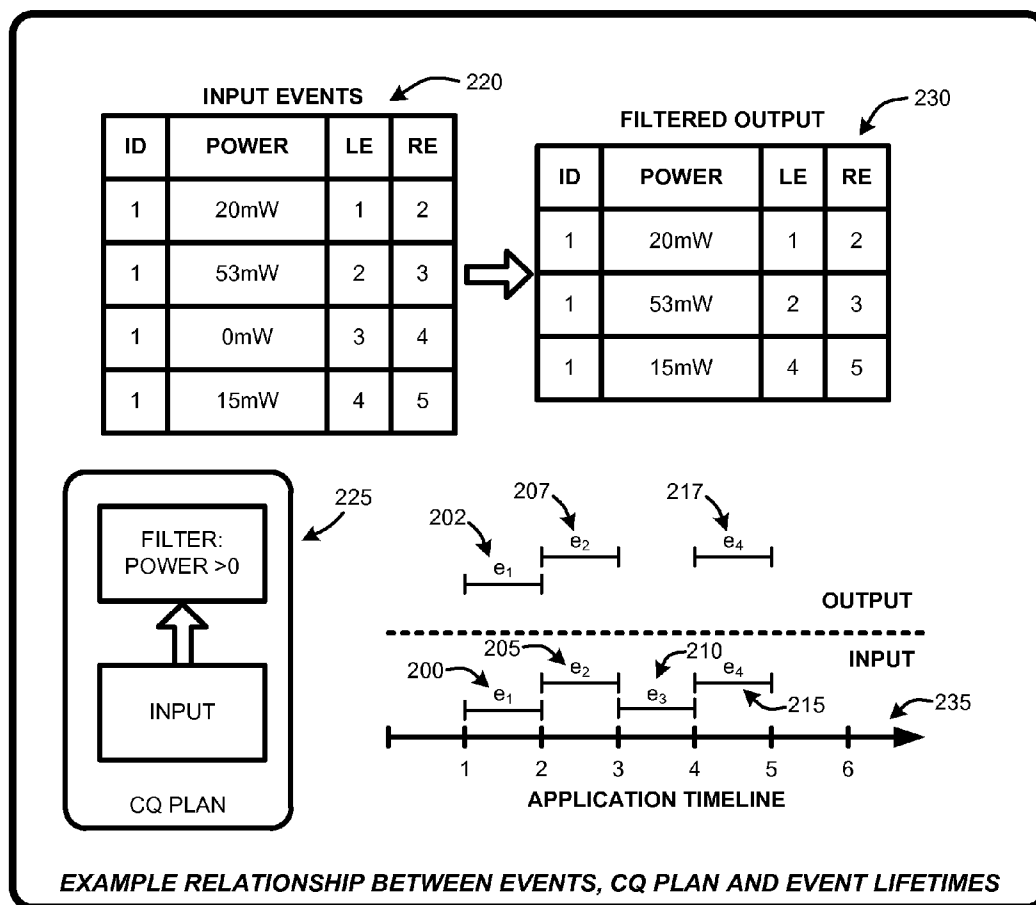 INPUT EVENTS 220
ID POWER LE RE
1 20mW 1 2
1 53mW 2 3
1 0mW 3 4
1 15mW 4 5
FILTERED OUTPUT 230
ID POWER LE RE
1 20mW 1 2
1 53mW 2 3
1 15mW 4 5
225
FILTER:
POWER >0
INPUT
CQ PLAN
202 207 217
e₁ e₂ e₄
OUTPUT
INPUT
200 205 210 215 235
e₁ e₂ e₃ e₄
1 2 3 4 5 6
APPLICATION TIMELINE
EXAMPLE RELATIONSHIP BETWEEN EVENTS, CQ PLAN AND EVENT LIFETIMES